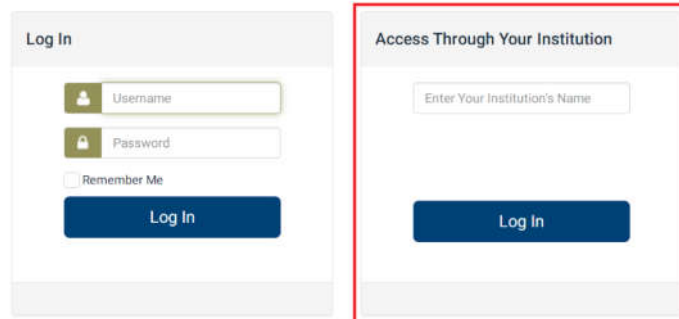 Log In
Username
Password
Remember Me
Log In
Access Through Your Institution
Enter Your Institution's Name
Log In